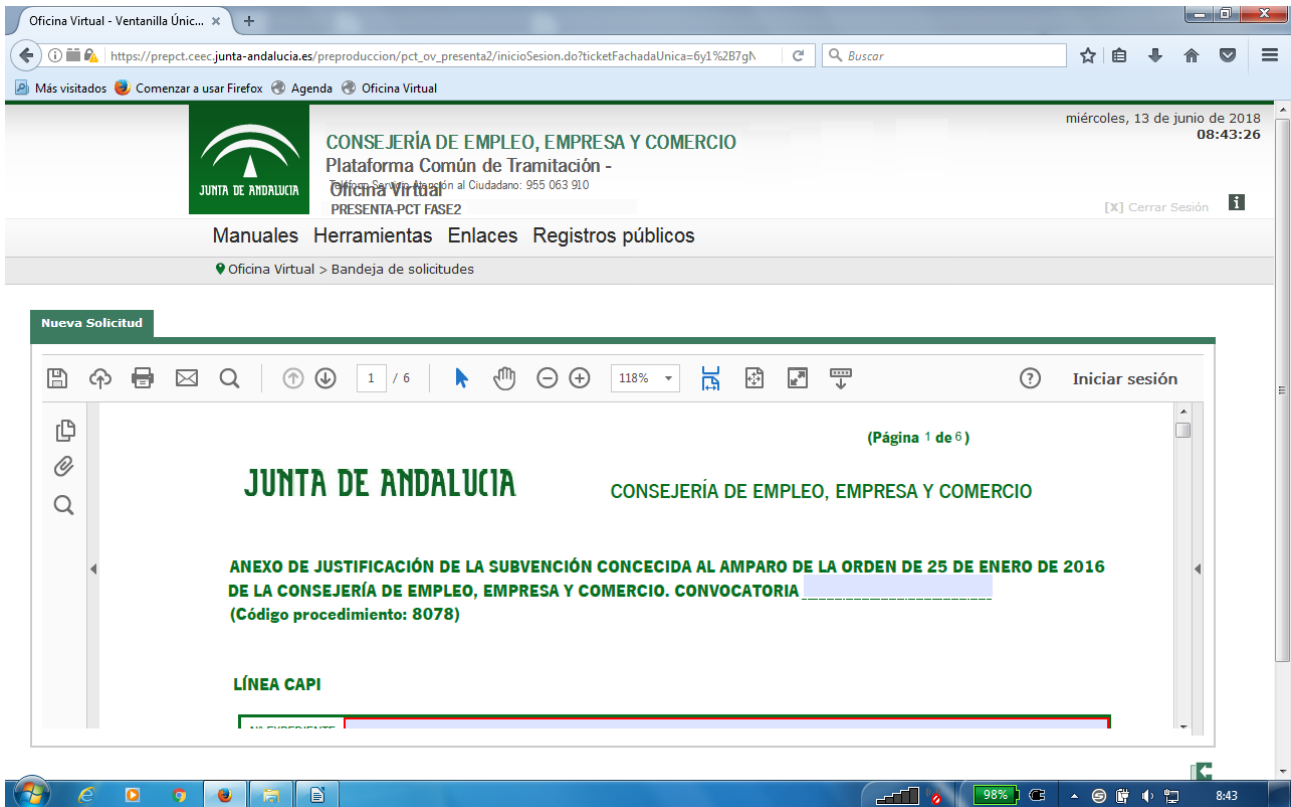 Oficina Virtual - Ventanilla Únic...
https://prepct.ceec.junta-andalucia.es/preproduccion/pct_ov_presenta2/inicioSesion.do?ticketFachadaUnica=6y1%2B7g
Buscar
Más visitados Comenzar a usar Firefox Agenda Oficina Virtual
miércoles, 13 de junio de 2018
08:43:26
JUNTA DE ANDALUCIA
CONSEJERÍA DE EMPLEO, EMPRESA Y COMERCIO
Plataforma Común de Tramitación -
Oficina Virtual
al Ciudadano: 955 063 910
PRESENTA-PCT FASE2
[X] Cerrar Sesión
Manuales Herramientas Enlaces Registros públicos
Oficina Virtual > Bandeja de solicitudes
Nueva Solicitud
1 / 6
118%
Iniciar sesión
(Página 1 de 6)
JUNTA DE ANDALUCIA
CONSEJERÍA DE EMPLEO, EMPRESA Y COMERCIO
ANEXO DE JUSTIFICACIÓN DE LA SUBVENCIÓN CONCECIDA AL AMPARO DE LA ORDEN DE 25 DE ENERO DE 2016
DE LA CONSEJERÍA DE EMPLEO, EMPRESA Y COMERCIO. CONVOCATORIA
(Código procedimiento: 8078)
LÍNEA CAPI
98%
8:43